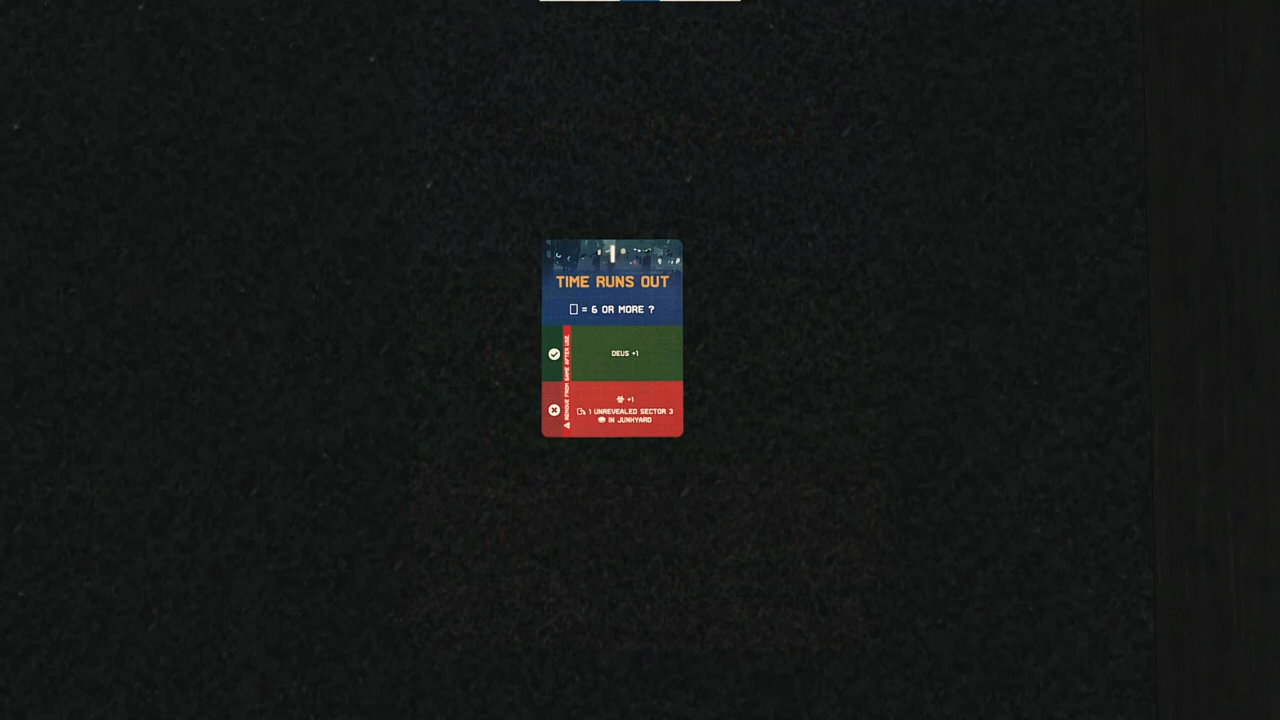 1
TIME RUNS OUT
= 6 OR MORE ?
DEUS +1
REMOVE FROM GAME AFTER USE.
+1
1 UNREVEALED SECTOR 3
IN JUNKYARD